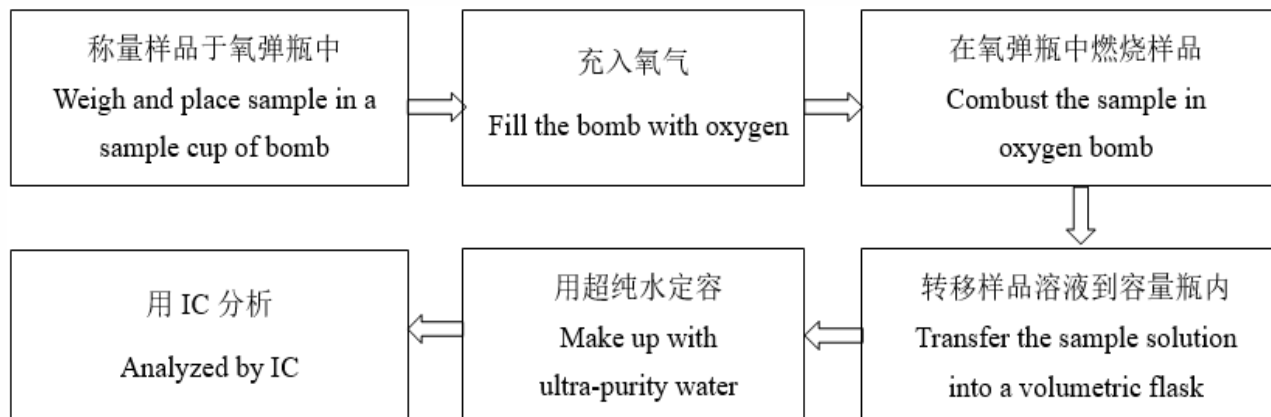 称量样品于氧弹瓶中
Weigh and place sample in a
sample cup of bomb
充入氧气
Fill the bomb with oxygen
在氧弹瓶中燃烧样品
Combust the sample in
oxygen bomb
转移样品溶液到容量瓶内
Transfer the sample solution
into a volumetric flask
用超纯水定容
Make up with
ultra-purity water
用 IC 分析
Analyzed by IC